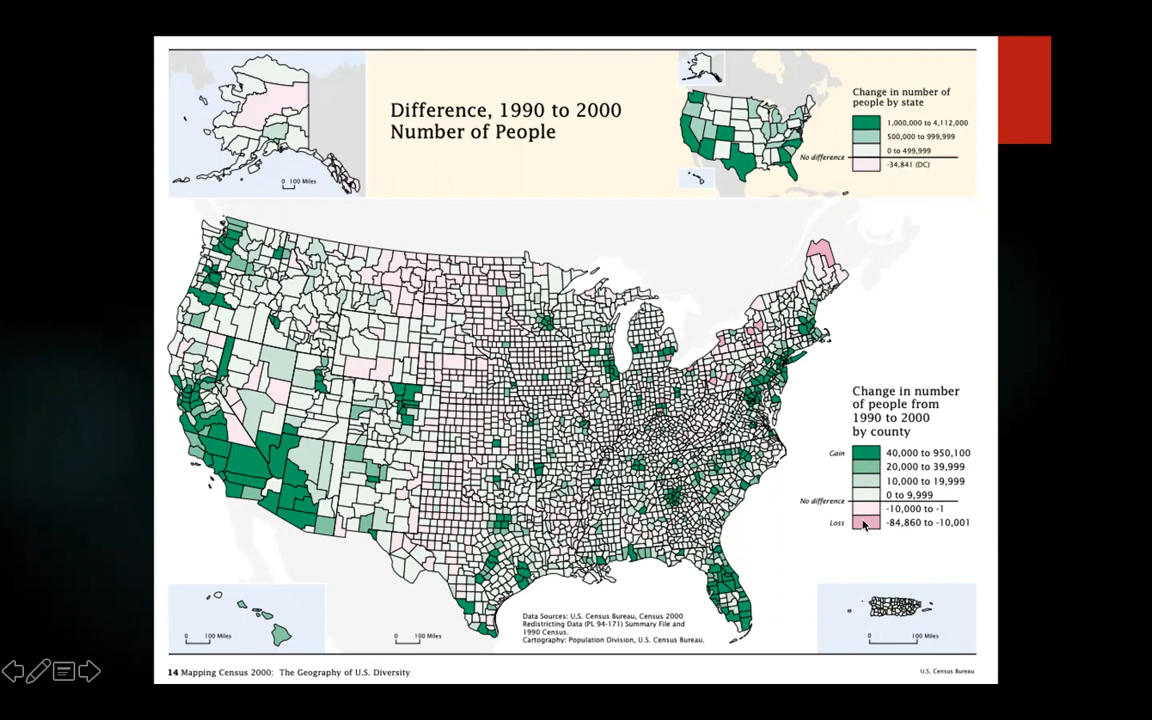 Difference, 1990 to 2000
Number of People
0 100 Miles
Change in number of
people by state
1,000,000 to 4,112,000
500,000 to 999,999
0 to 499,999
No difference
-34,841 (DC)
Change in number
of people from
1990 to 2000
by county
Gain
40,000 to 950,100
20,000 to 39,999
10,000 to 19,999
0 to 9,999
No difference
-10,000 to -1
Loss
-84,860 to -10,001
0 100 Miles
0 100 Miles
Data Sources: U.S. Census Bureau, Census 2000
Redistricting Data (PL 94-171) Summary File and
1990 Census.
Cartography: Population Division, U.S. Census Bureau.
0 100 Miles
14 Mapping Census 2000: The Geography of U.S. Diversity
U.S. Census Bureau